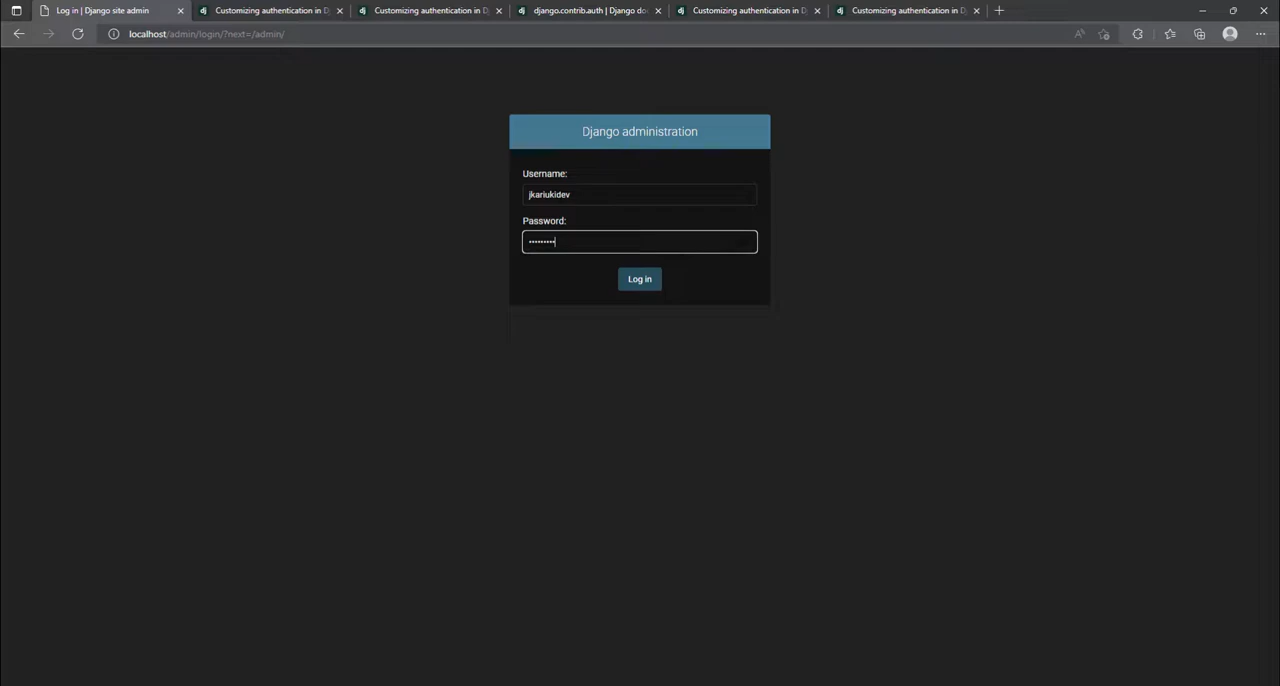 Log in | Django site admin
Customizing authentication in D
Customizing authentication in D
django.contrib.auth | Django do
Customizing authentication in D
Customizing authentication in D
localhost/admin/login/?next=/admin/
Django administration
Username:
jkariukidev
Password:
•••••••••
Log in